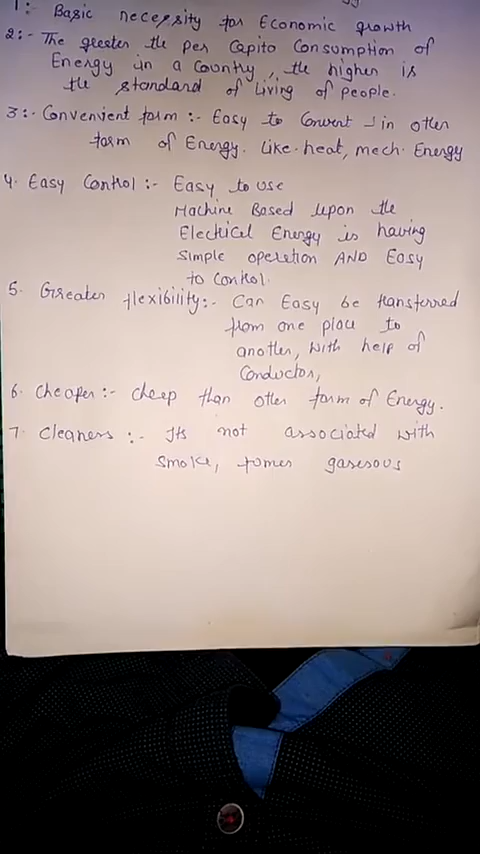 1:- Basic necessity for Economic growth
2:- The greater the per Capito Consumption of
Energy in a Country, the higher is
the standard of Living of people.
3:- Convenient form :- Easy to Convert in other
form of Energy. Like. heat, mech. Energy
4. Easy Control :- Easy to use
Machine Based upon the
Electrical Energy is having
simple operation AND Easy
to Control.
5. Greater flexibility:- Can Easy be transferred
from one place to
another, with help of
Conductor,
6. Cheaper :- Cheep than other form of Energy.
7. Cleaners :- Its not associated with
smoke, fomes gaserous